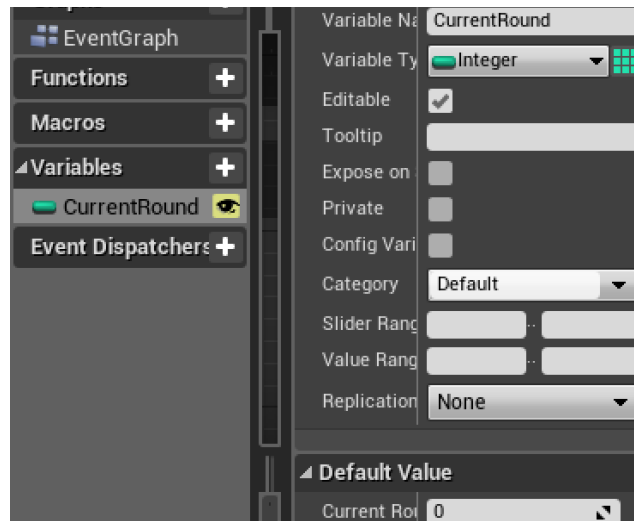 EventGraph
Functions
Macros
Variables
CurrentRound
Event Dispatchers
Variable Na CurrentRound
Variable Ty Integer
Editable
Tooltip
Expose on
Private
Config Vari
Category Default
Slider Rang ..
Value Rang ..
Replication None
Default Value
Current Rou 0